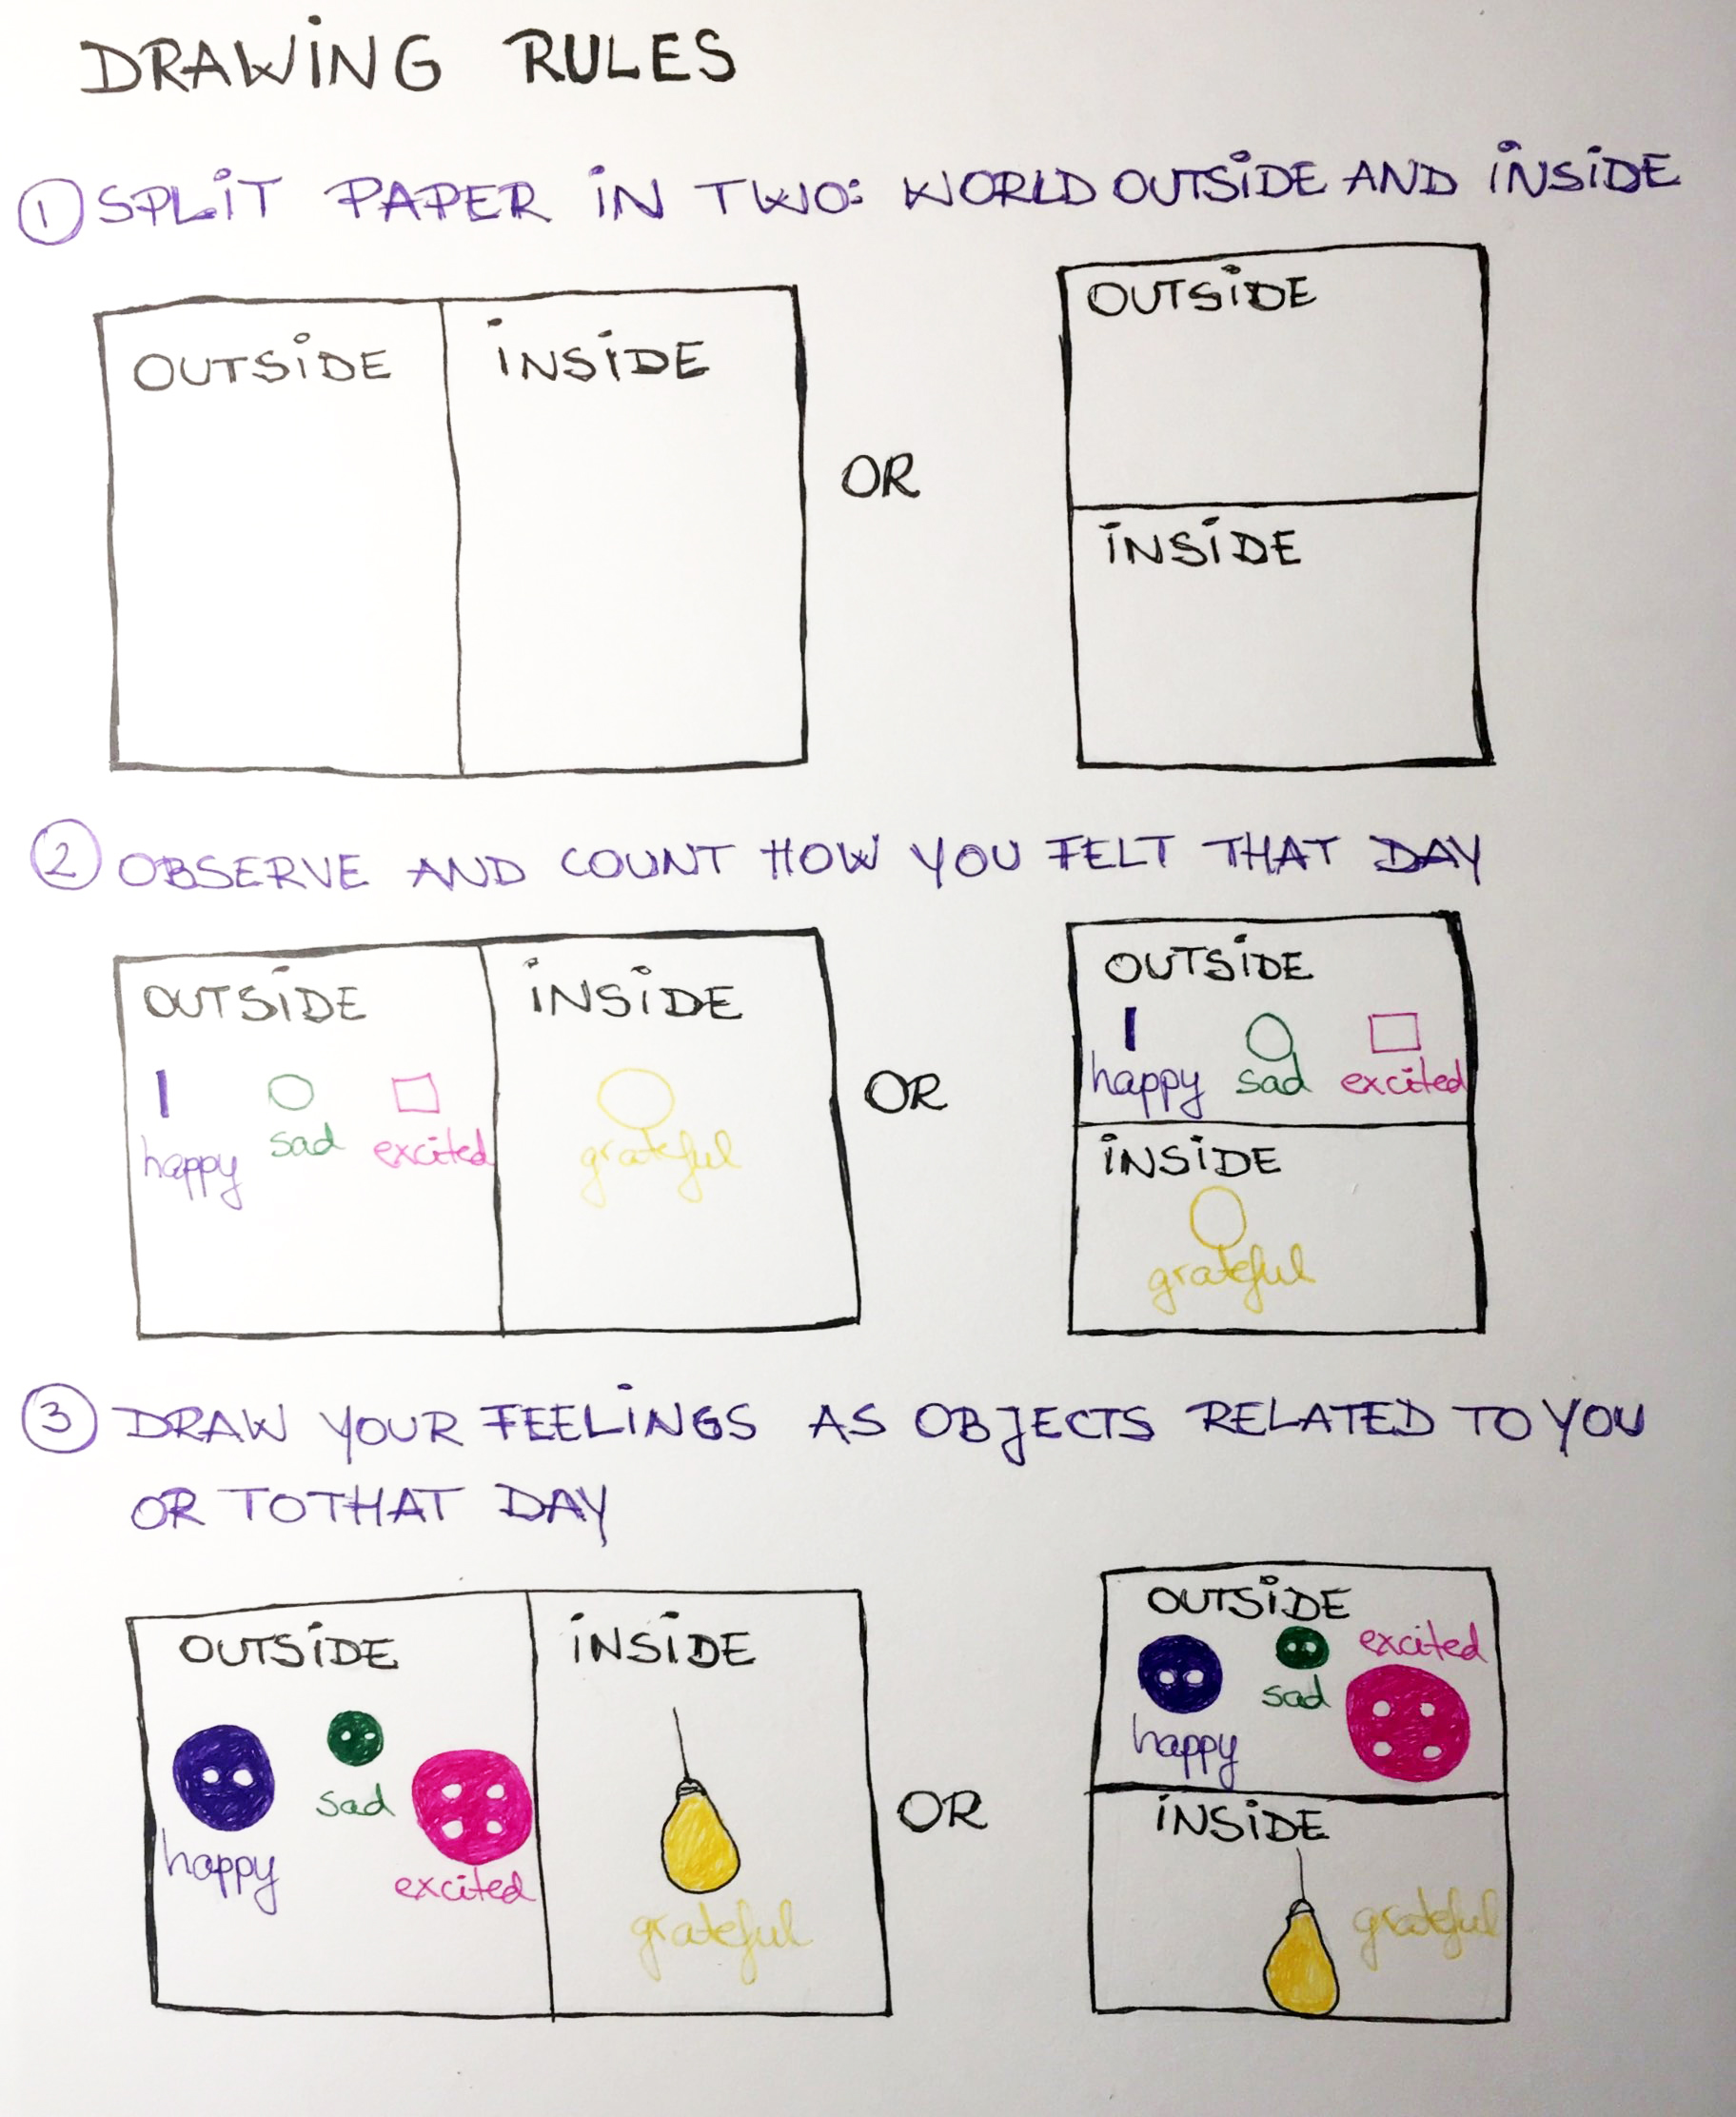 DRAWING RULES
1 SPLIT PAPER IN TWO: WORLD OUTSIDE AND INSIDE
OUTSIDE INSIDE
OR
OUTSIDE
INSIDE
2 OBSERVE AND COUNT HOW YOU FELT THAT DAY
OUTSIDE INSIDE
happy sad excited grateful
OR
OUTSIDE
happy sad excited
INSIDE
grateful
3 DRAW YOUR FEELINGS AS OBJECTS RELATED TO YOU
OR TO THAT DAY
OUTSIDE INSIDE
happy sad excited grateful
OR
OUTSIDE
happy sad excited
INSIDE
grateful